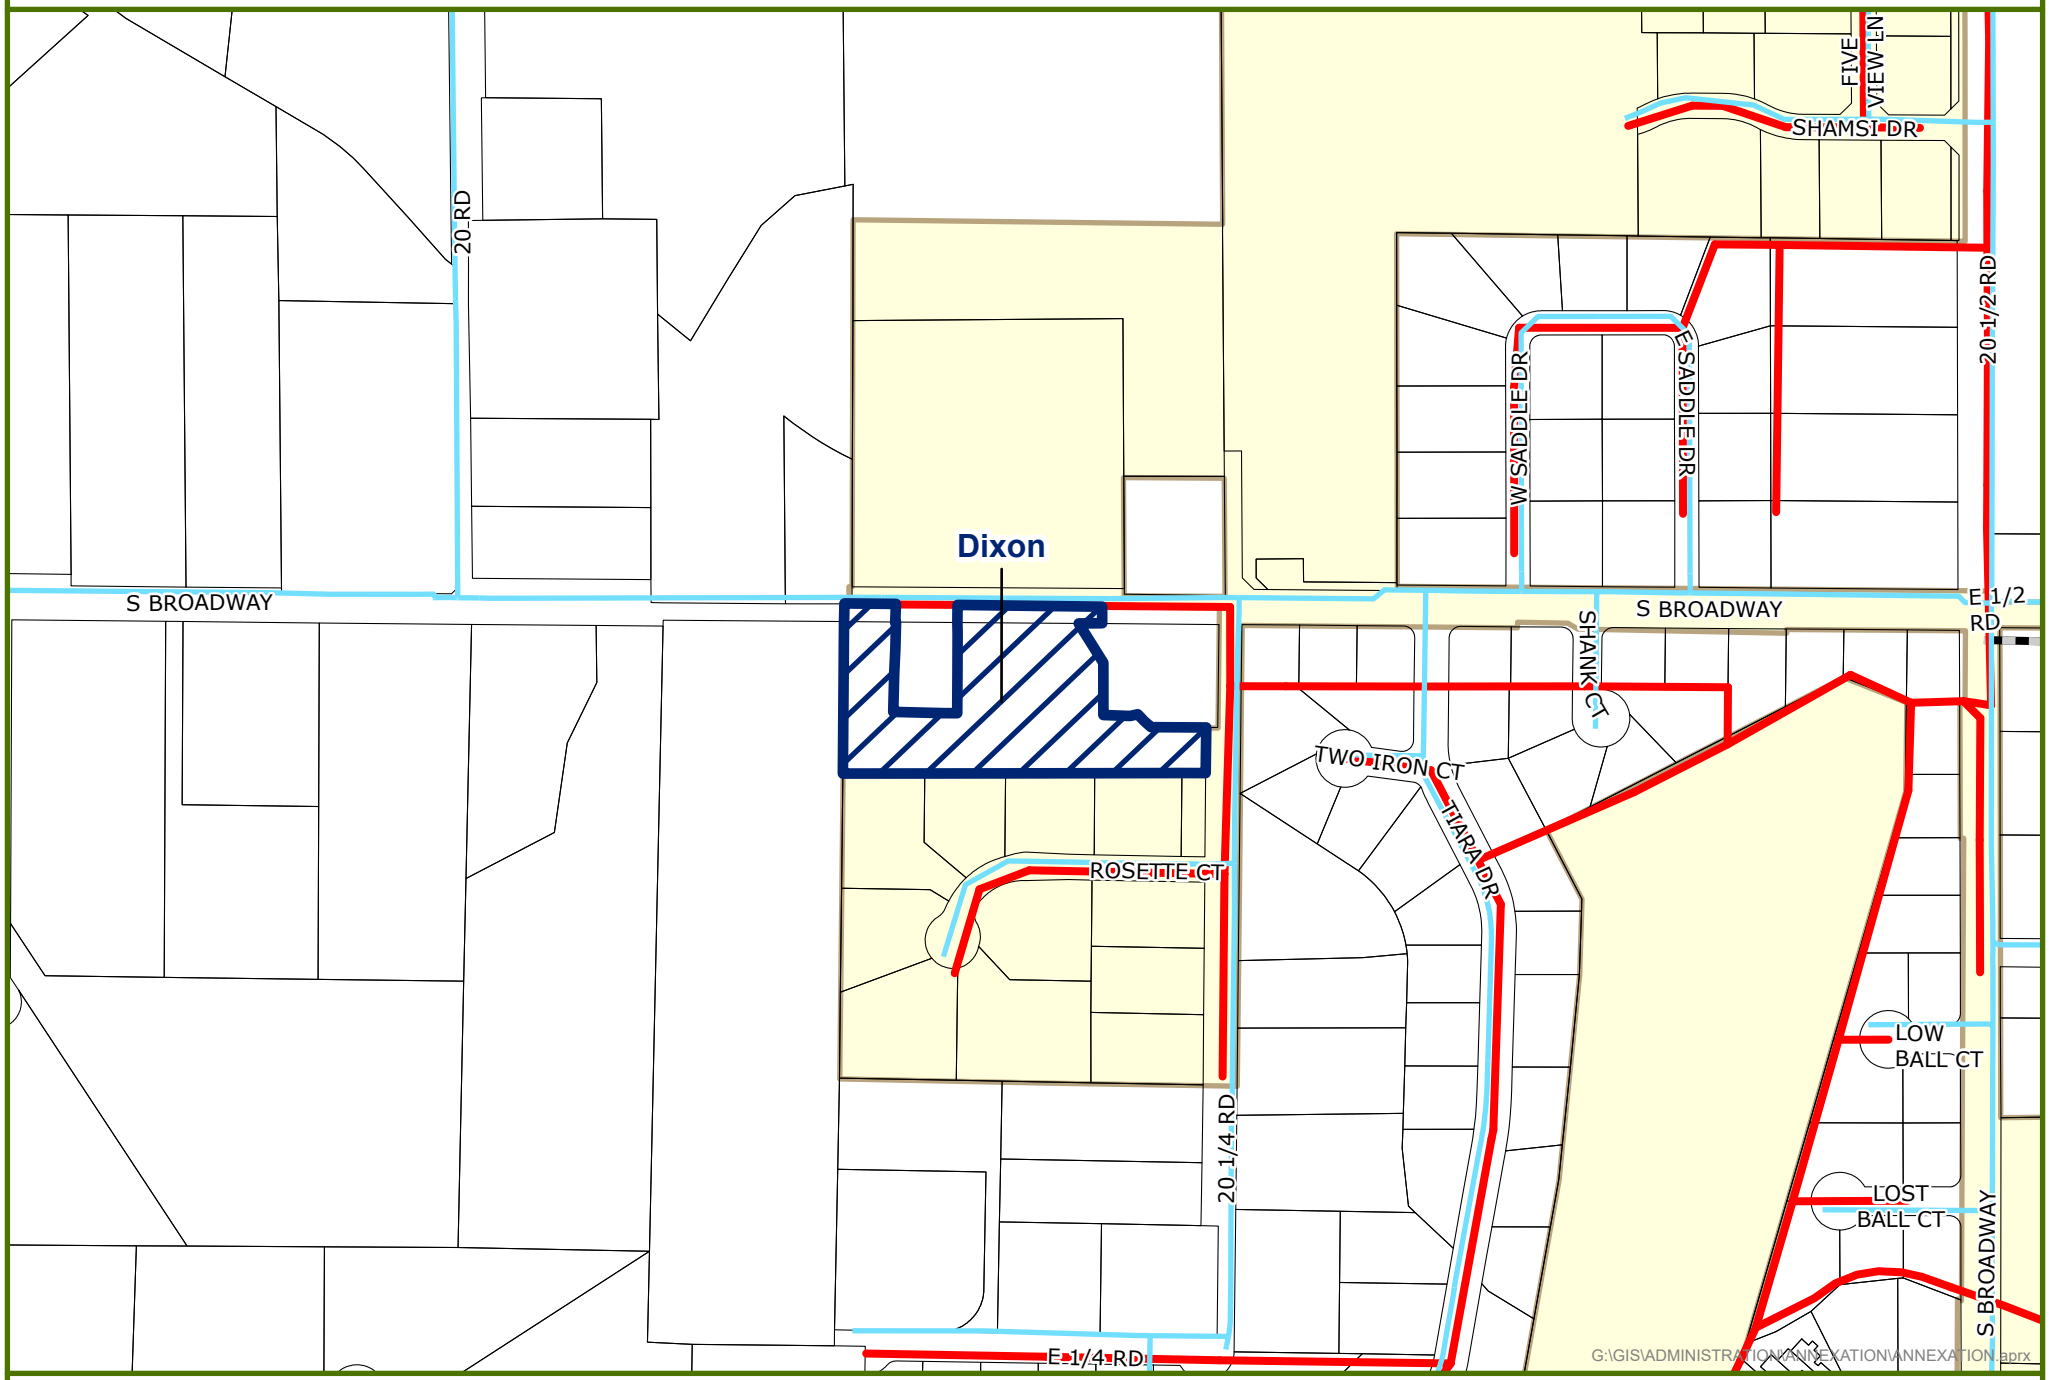 FIVE
VIEW LN
SHAMSI DR
20 RD
20 1/2 RD
W SADDLE DR
E SADDLE DR
Dixon
S BROADWAY
S BROADWAY
E 1/2
RD
SHANK CT
TWO IRON CT
TIARA DR
ROSETTE CT
LOW
BALL CT
20 1/4 RD
LOST
BALL CT
S BROADWAY
E 1/4 RD
G:\GIS\ADMINISTRATION\ANNEXATION\ANNEXATION.aprx